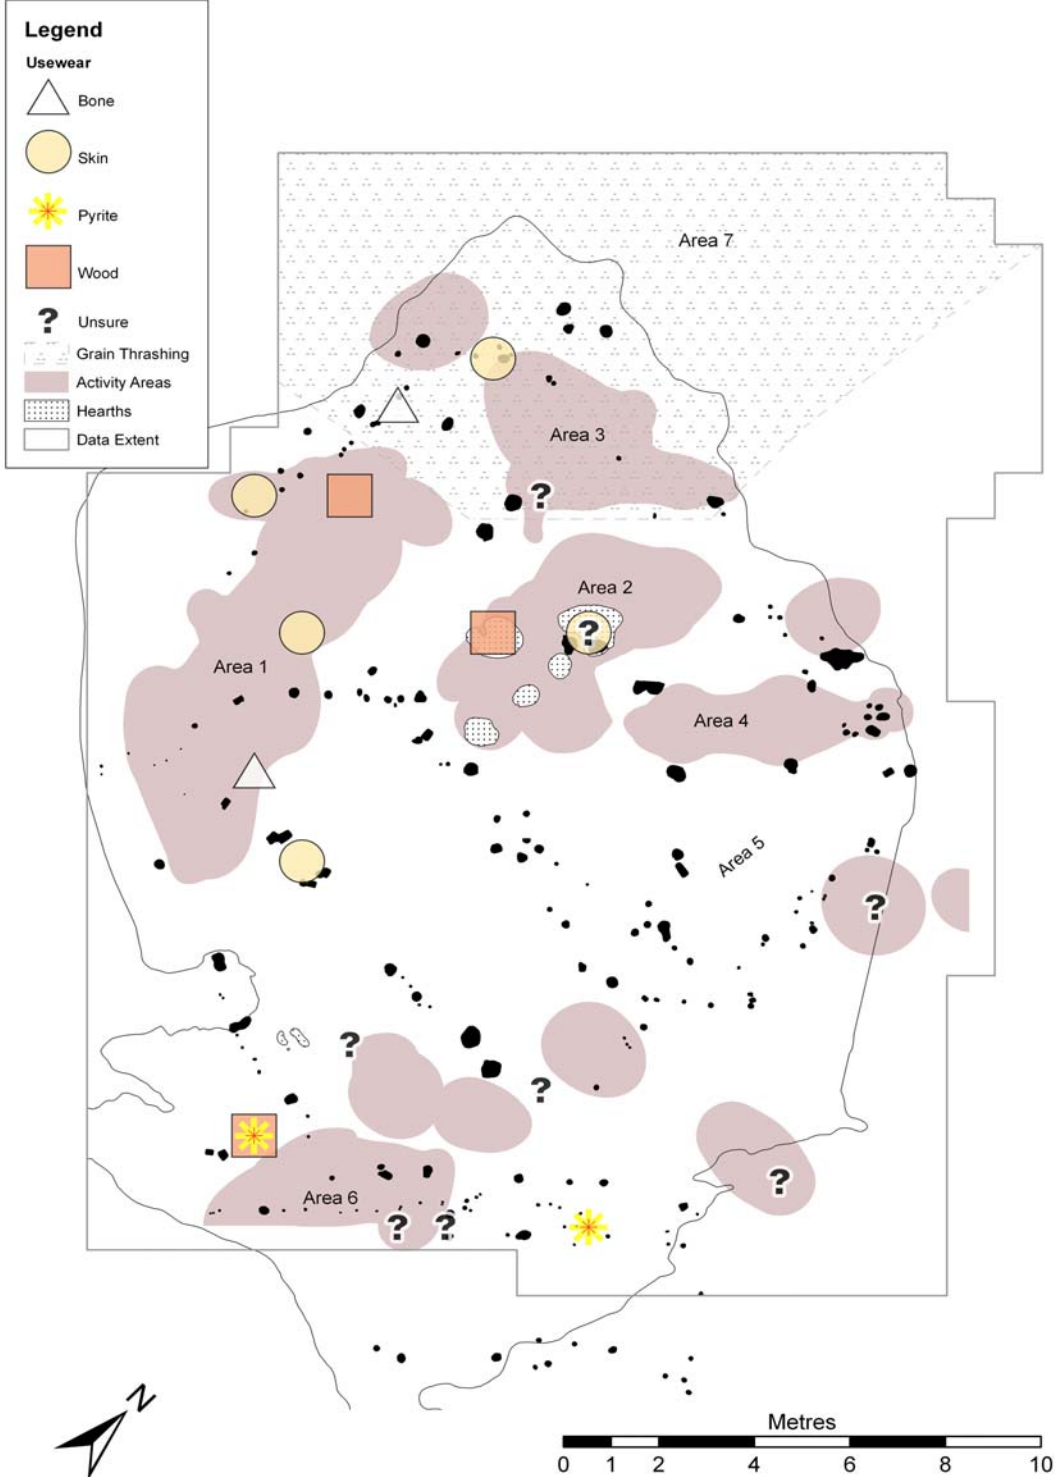 Legend
Usewear
Bone
Skin
Pyrite
Wood
? Unsure
Grain Thrashing
Activity Areas
Hearths
Data Extent
Area 7
Area 3
?
Area 2
?
Area 1
Area 4
Area 5
?
?
?
?
Area 6
? ?
N
Metres
0 1 2 4 6 8 10